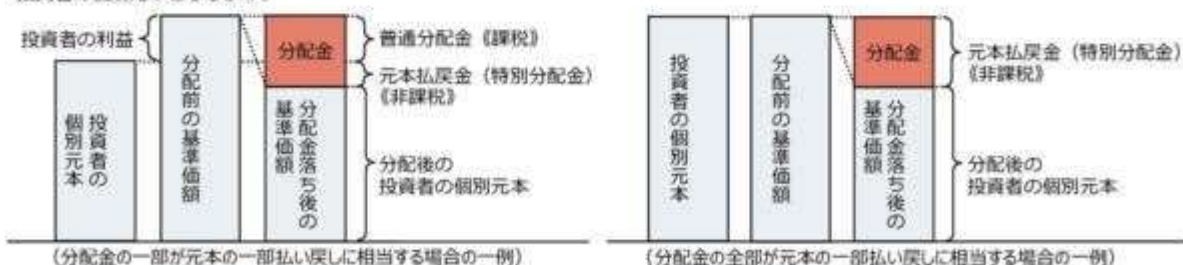 投資者の利益
投資者の
個別元本
分配前の基準価額
分配金
分配金落ち後の
基準価額
普通分配金《課税》
元本払戻金（特別分配金）
《非課税》
分配後の
投資者の個別元本
（分配金の一部が元本の一部払い戻しに相当する場合の一例）
投資者の個別元本
分配前の基準価額
分配金
分配金落ち後の
基準価額
元本払戻金（特別分配金）
《非課税》
分配後の
投資者の個別元本
（分配金の全部が元本の一部払い戻しに相当する場合の一例）